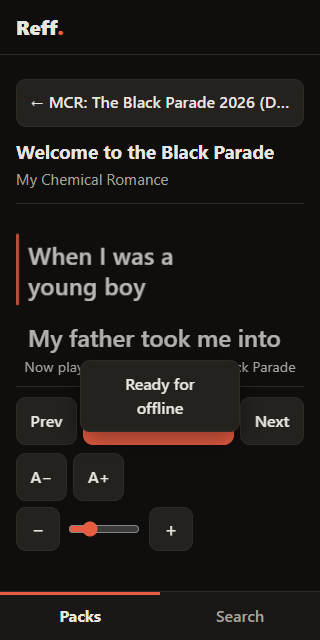 Reff.
← MCR: The Black Parade 2026 (D...
Welcome to the Black Parade
My Chemical Romance
When I was a
young boy
My father took me into
Now play
ck Parade
Ready for
offline
Prev
Next
A−
A+
−
+
Packs
Search